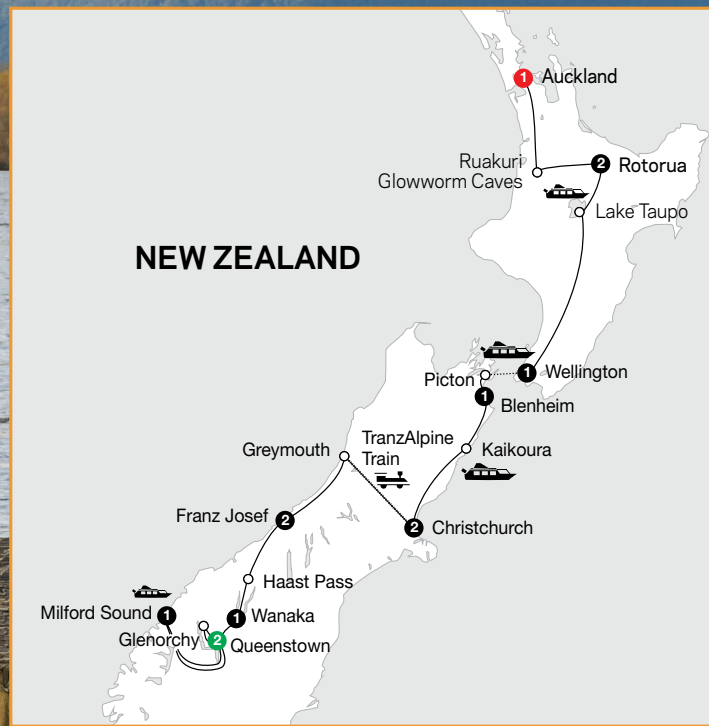 1 Auckland
Ruakuri
Glowworm Caves
2 Rotorua
Lake Taupo
NEW ZEALAND
Picton
1 Wellington
1 Blenheim
Greymouth
TranzAlpine
Train
Kaikoura
Franz Josef 2
2 Christchurch
Haast Pass
Milford Sound 1
1 Wanaka
Glenorchy
2 Queenstown